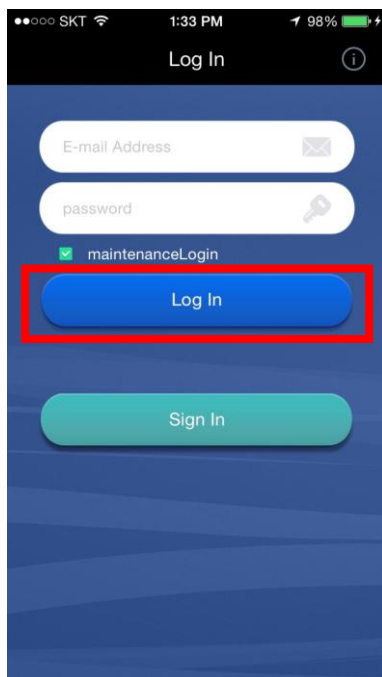 SKT 1:33 PM 98%
Log In
E-mail Address
password
maintenanceLogin
Log In
Sign In